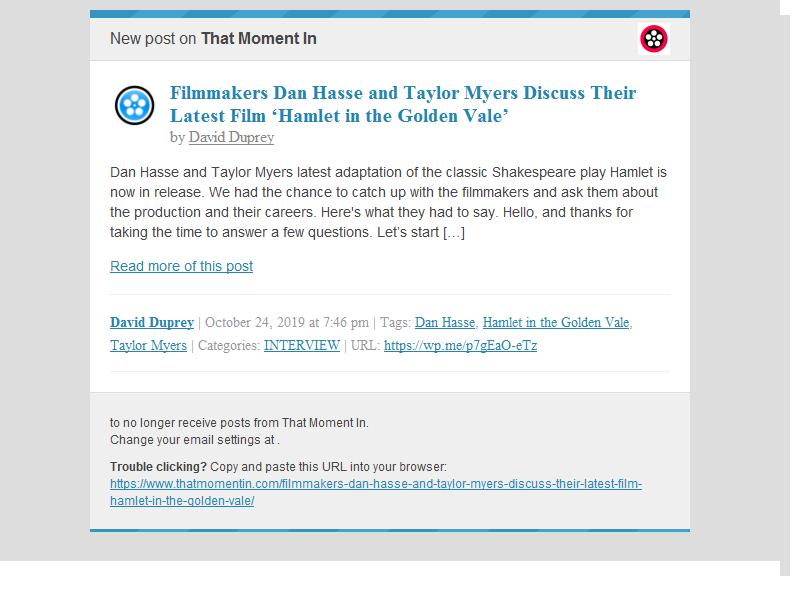 New post on That Moment In
Filmmakers Dan Hasse and Taylor Myers Discuss Their
Latest Film ‘Hamlet in the Golden Vale’
by David Duprey
Dan Hasse and Taylor Myers latest adaptation of the classic Shakespeare play Hamlet is
now in release. We had the chance to catch up with the filmmakers and ask them about
the production and their careers. Here's what they had to say. Hello, and thanks for
taking the time to answer a few questions. Let’s start […]
Read more of this post
David Duprey | October 24, 2019 at 7:46 pm | Tags: Dan Hasse, Hamlet in the Golden Vale,
Taylor Myers | Categories: INTERVIEW | URL: https://wp.me/p7gEaO-eTz
to no longer receive posts from That Moment In.
Change your email settings at .
Trouble clicking? Copy and paste this URL into your browser:
https://www.thatmomentin.com/filmmakers-dan-hasse-and-taylor-myers-discuss-their-latest-film-
hamlet-in-the-golden-vale/